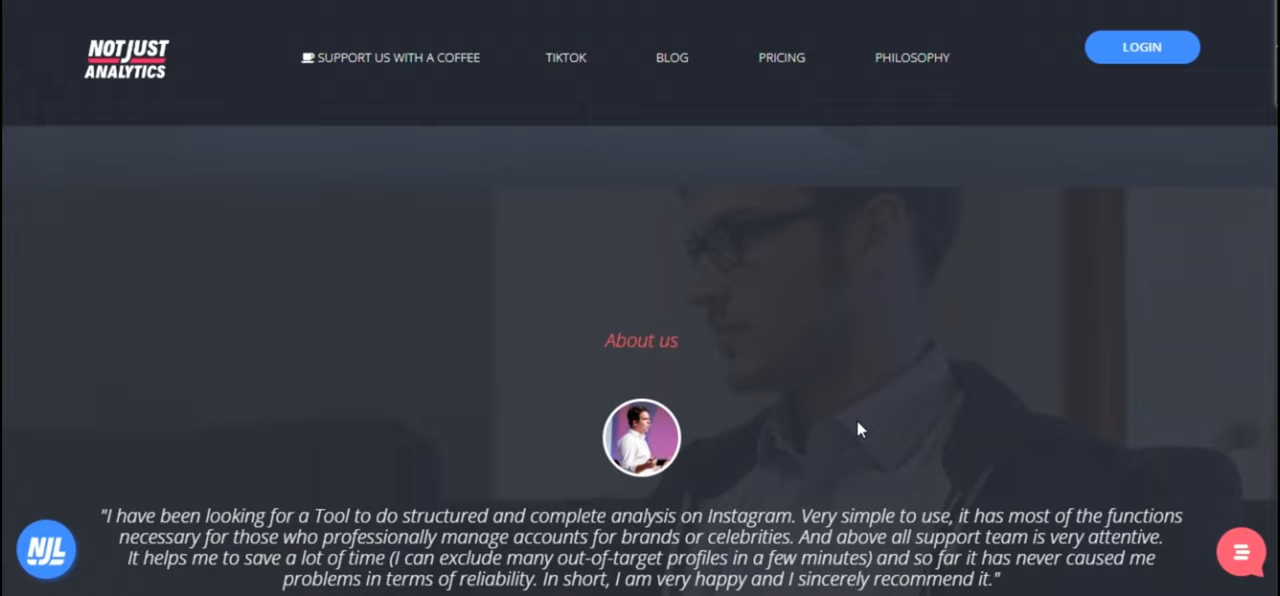 NOTJUST
ANALYTICS
SUPPORT US WITH A COFFEE
TIKTOK
BLOG
PRICING
PHILOSOPHY
LOGIN
About us
"I have been looking for a Tool to do structured and complete analysis on Instagram. Very simple to use, it has most of the functions
necessary for those who professionally manage accounts for brands or celebrities. And above all support team is very attentive.
It helps me to save a lot of time (I can exclude many out-of-target profiles in a few minutes) and so far it has never caused me
problems in terms of reliability. In short, I am very happy and I sincerely recommend it."
NJL